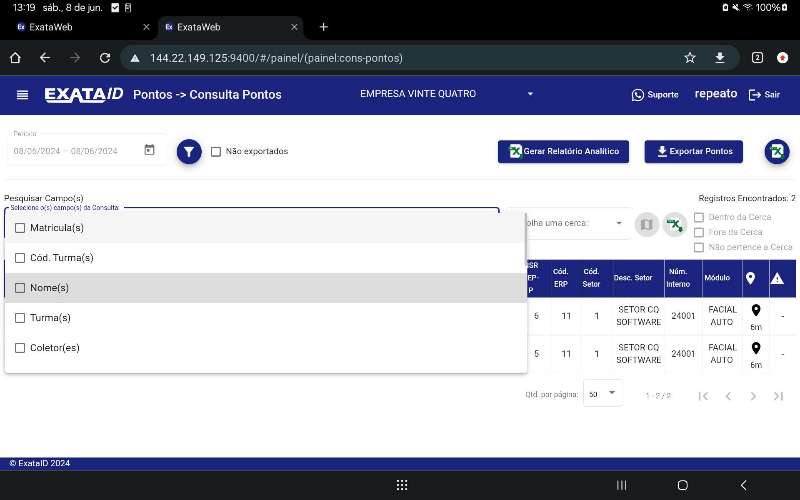 13:19 sáb., 8 de jun. 100%
ExataWeb
ExataWeb
144.22.149.125:9400/#/painel/(painel:cons-pontos)
2
EXATAID Pontos -> Consulta Pontos EMPRESA VINTE QUATRO Suporte repeato Sair
Período
08/06/2024 – 08/06/2024
Não exportados
Gerar Relatório Analítico
Exportar Pontos
Pesquisar Campo(s)
Registros Encontrados: 2
Selecione o(s) campo(s) da Consulta:
olha uma cerca:
Dentro da Cerca
Fora da Cerca
Não pertence a Cerca
Matrícula(s)
Cód. Turma(s)
Nome(s)
Turma(s)
Coletor(es)
NSR REP-P Cód. ERP Cód. Setor Desc. Setor Núm. Interno Módulo
6 11 1 SETOR CQ SOFTWARE 24001 FACIAL AUTO 6m -
5 11 1 SETOR CQ SOFTWARE 24001 FACIAL AUTO 6m -
Qtd. por página: 50 1 - 2 / 2
© ExataID 2024